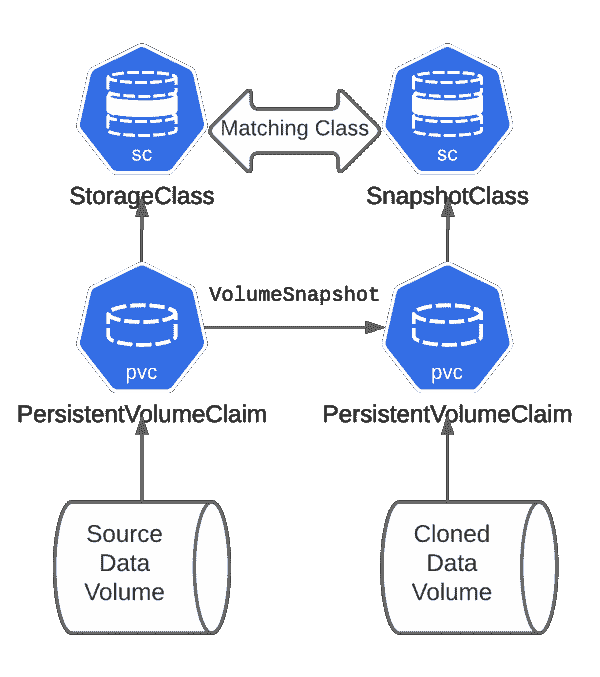 sc
Matching Class
sc
StorageClass
SnapshotClass
VolumeSnapshot
pvc
pvc
PersistentVolumeClaim
PersistentVolumeClaim
Source
Data
Volume
Cloned
Data
Volume